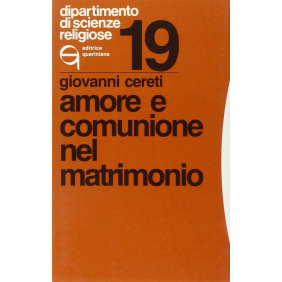 dipartimento
di scienze
religiose
editrice
queriniana
19
giovanni cereti
amore e
comunione
nel
matrimonio